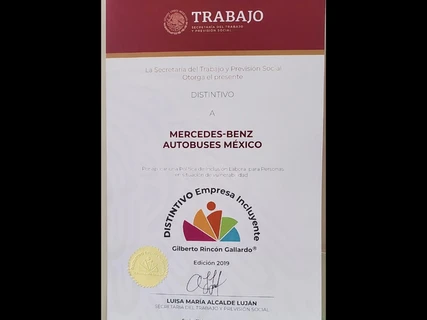 TRABAJO
SECRETARÍA DEL TRABAJO
Y PREVISIÓN SOCIAL
La Secretaría del Trabajo y Previsión Social
Otorga el presente
DISTINTIVO
A
MERCEDES-BENZ
AUTOBUSES MÉXICO
DISTINTIVO Empresa Incluyente
Gilberto Rincón Gallardo®
Edición 2019
LUISA MARÍA ALCALDE LUJÁN
SECRETARIA DEL TRABAJO Y PREVISIÓN SOCIAL